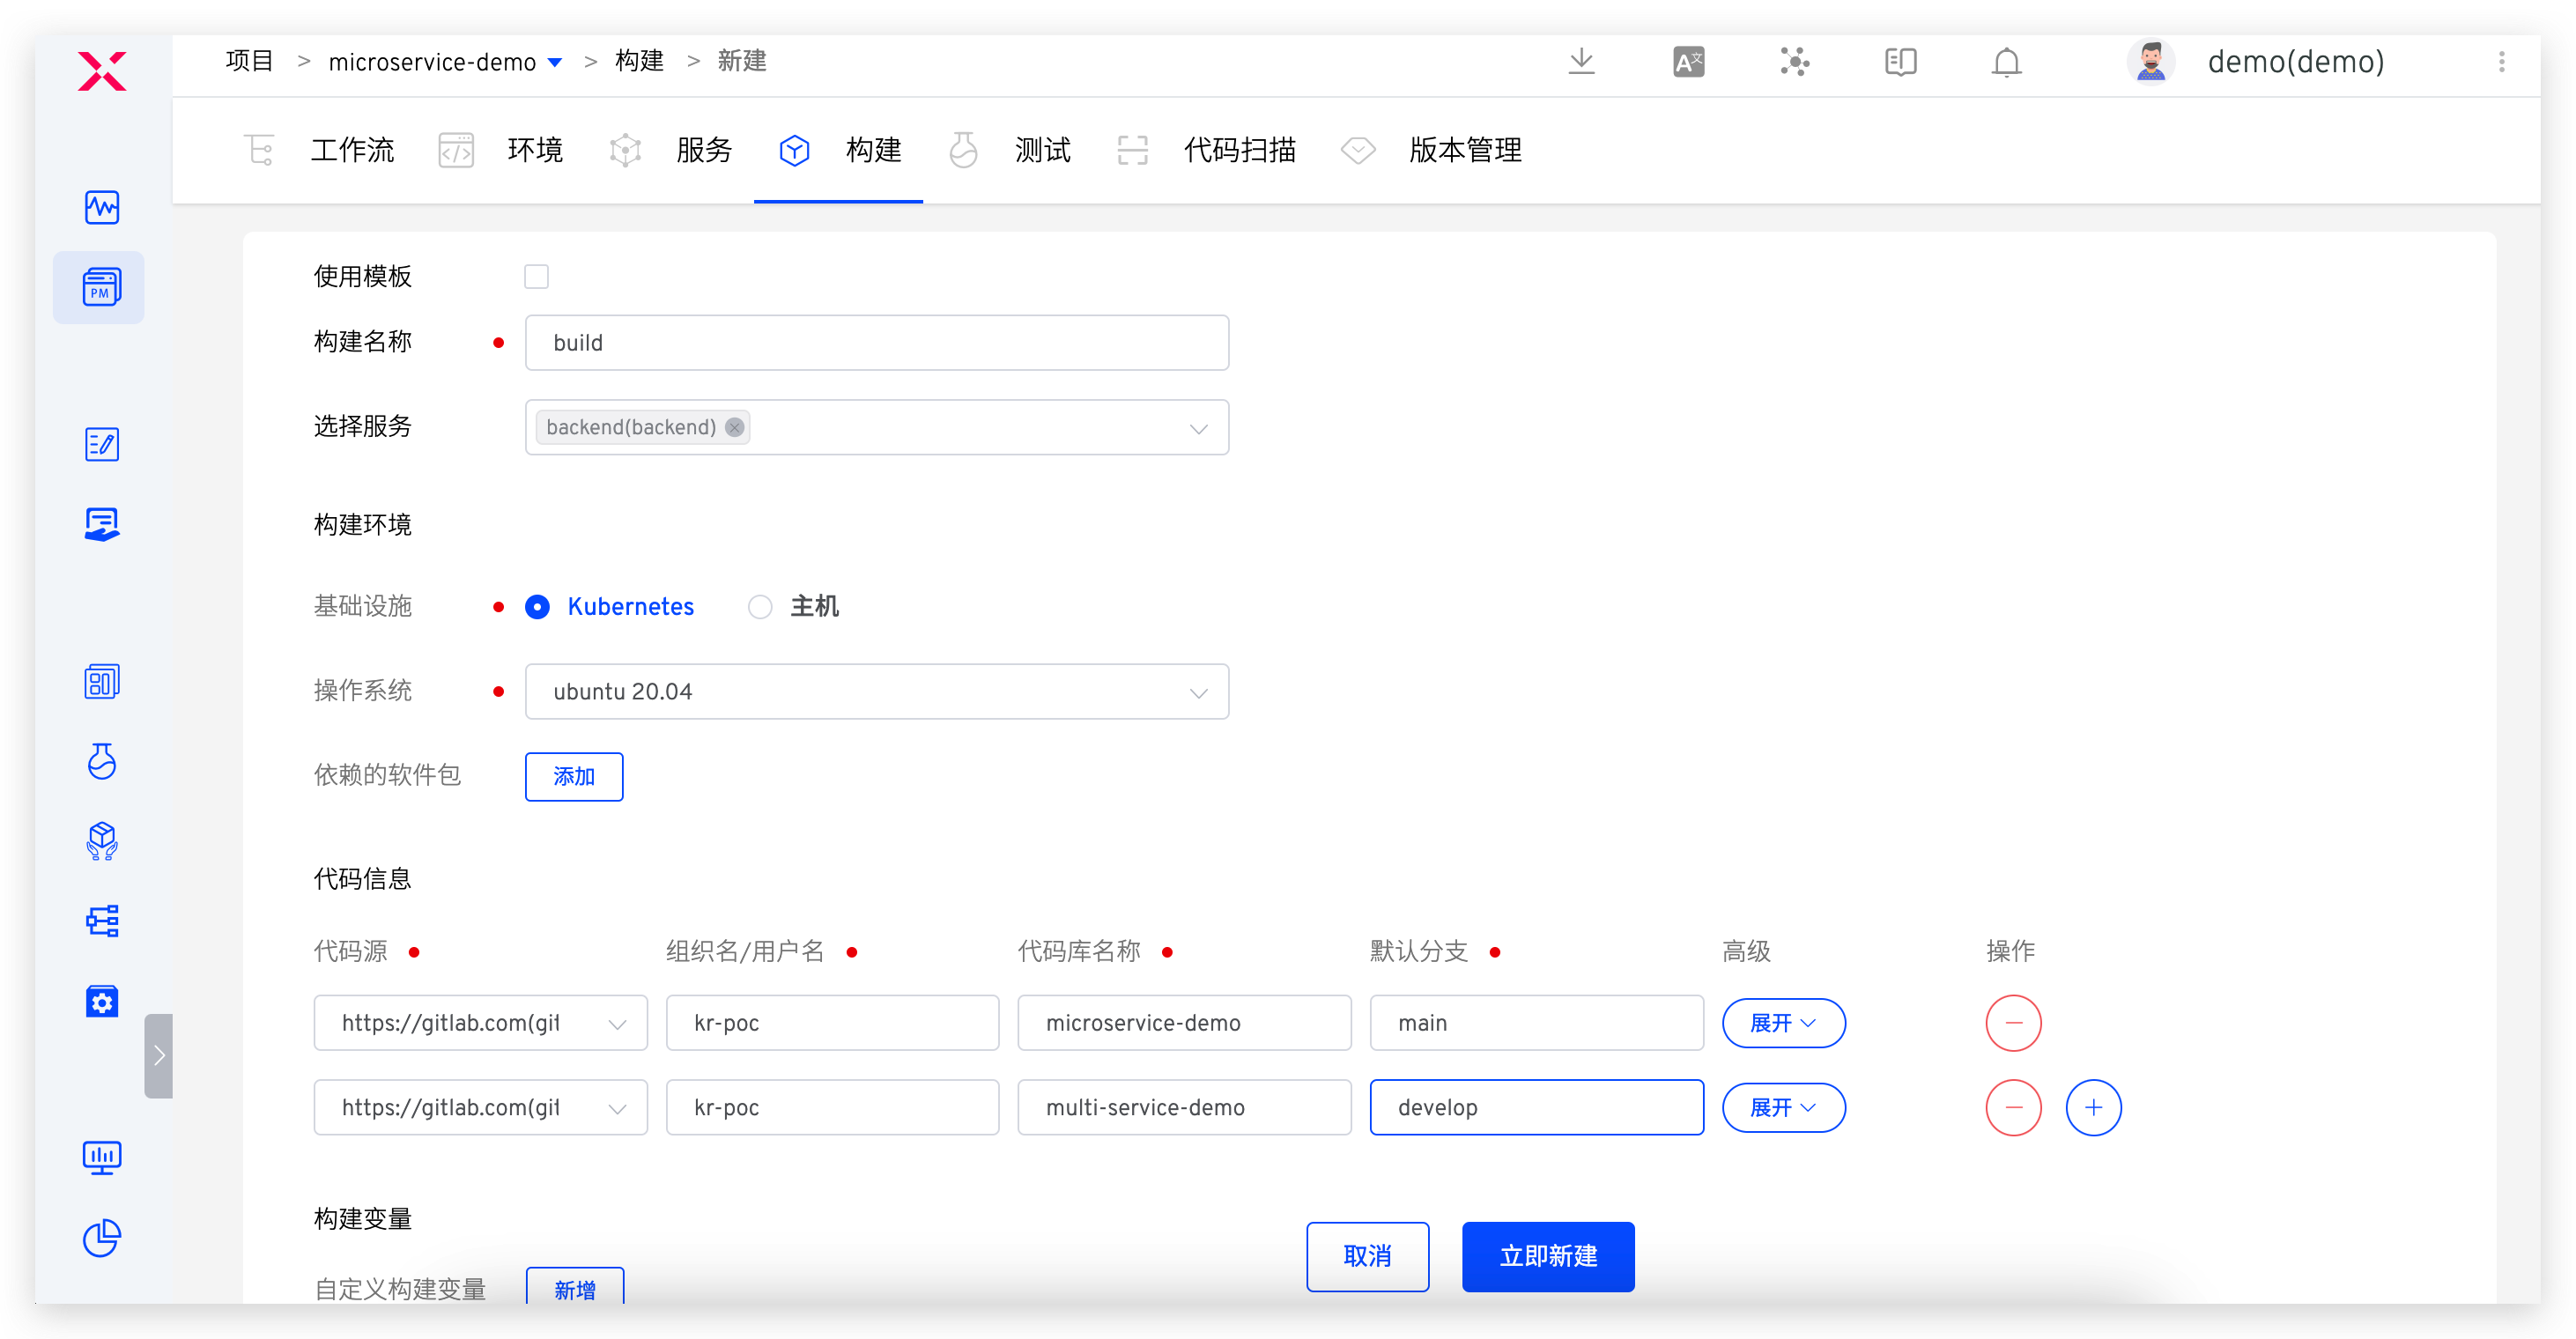 项目 > microservice-demo > 构建 > 新建
demo(demo)
工作流 环境 服务 构建 测试 代码扫描 版本管理
PM
使用模板
构建名称 build
选择服务 backend(backend)
构建环境
基础设施 Kubernetes 主机
操作系统 ubuntu 20.04
依赖的软件包 添加
代码信息
代码源 组织名/用户名 代码库名称 默认分支 高级 操作
https://gitlab.com(git kr-poc microservice-demo main 展开
https://gitlab.com(git kr-poc multi-service-demo develop 展开
构建变量
取消 立即新建
自定义构建变量 新增